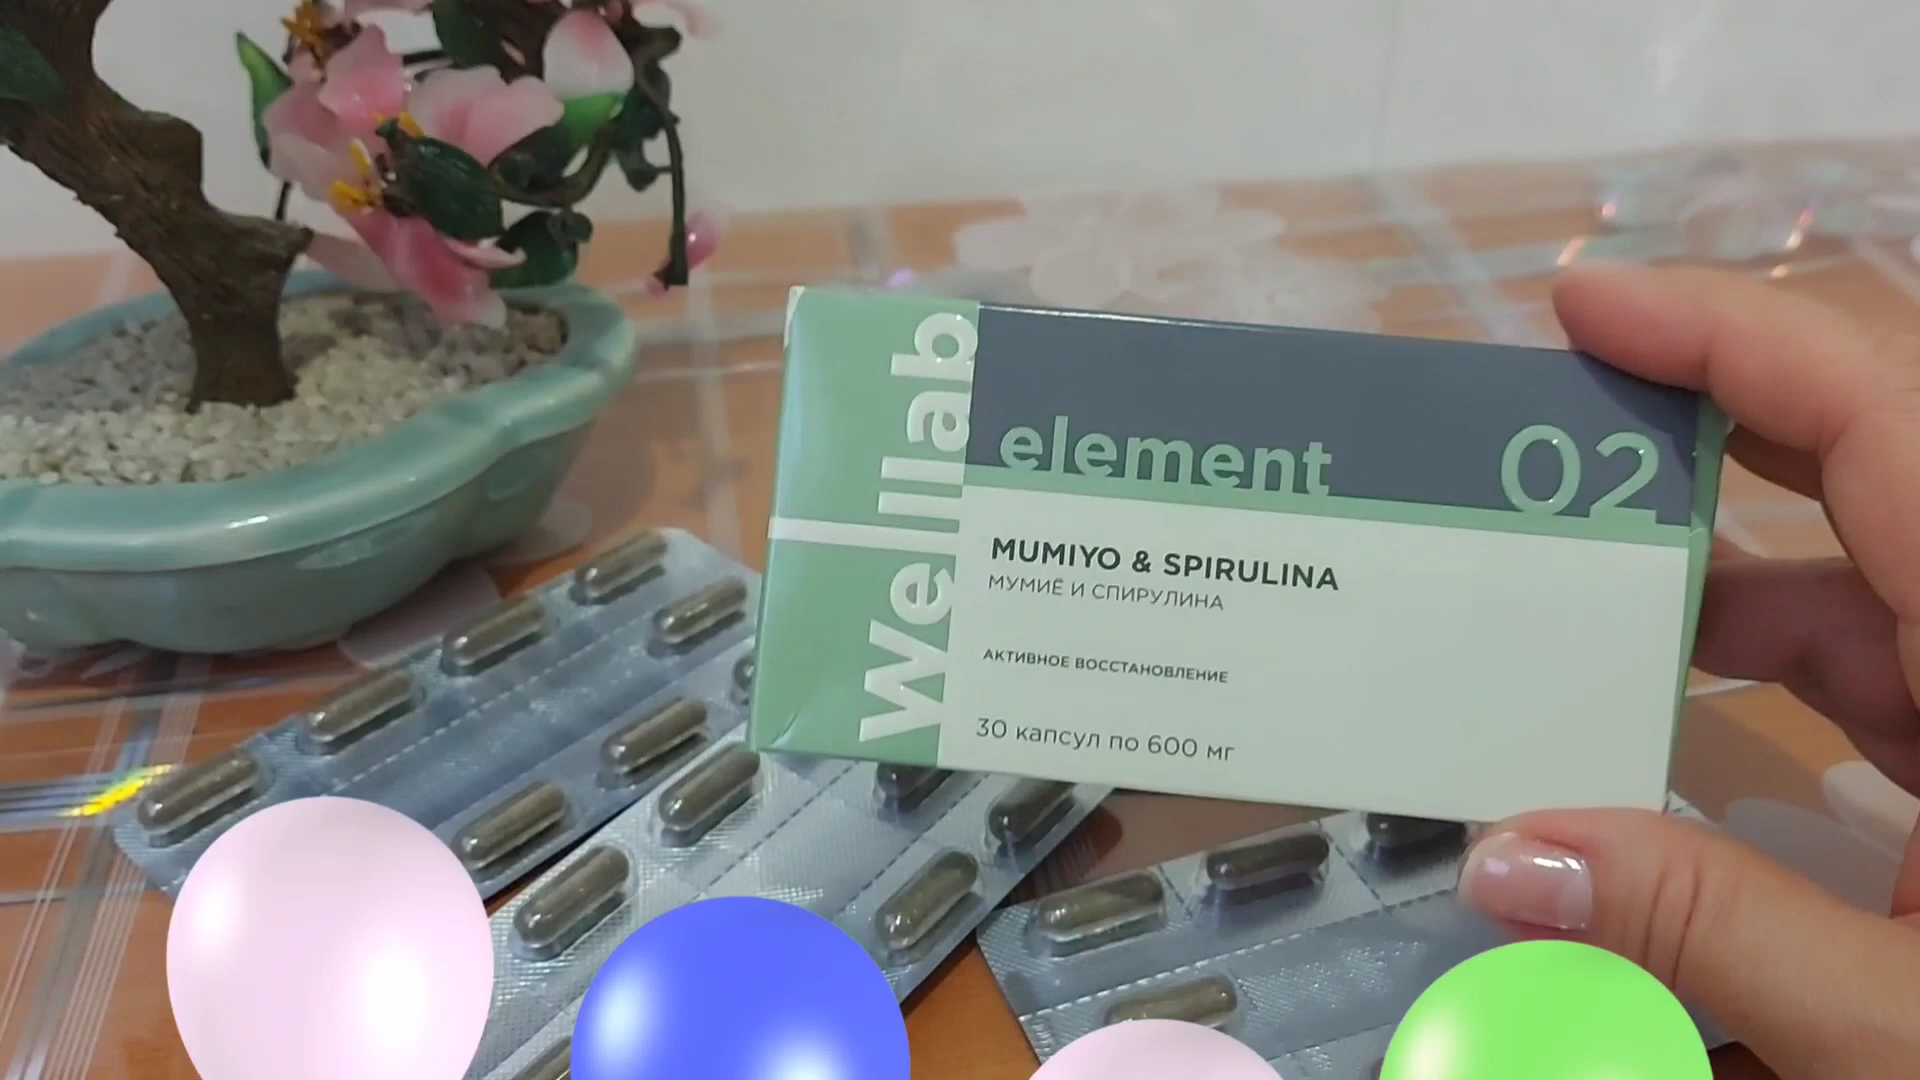 Welllab
element 02
MUMIYO & SPIRULINA
МУМИЁ И СПИРУЛИНА
АКТИВНОЕ ВОССТАНОВЛЕНИЕ
30 капсул по 600 мг